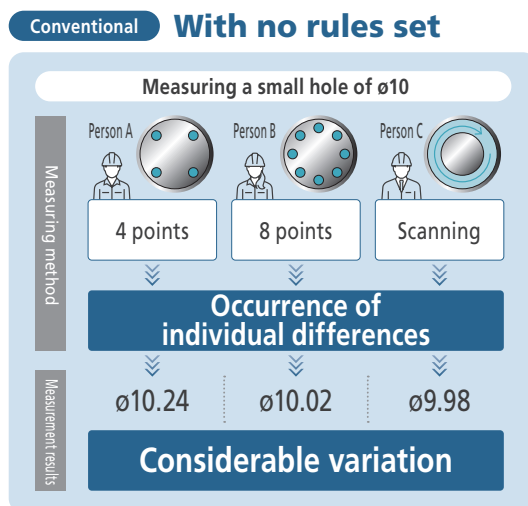 Conventional With no rules set
Measuring a small hole of ø10
Measuring method
Person A Person B Person C
4 points 8 points Scanning
Occurrence of
individual differences
Measurement results
ø10.24 ø10.02 ø9.98
Considerable variation